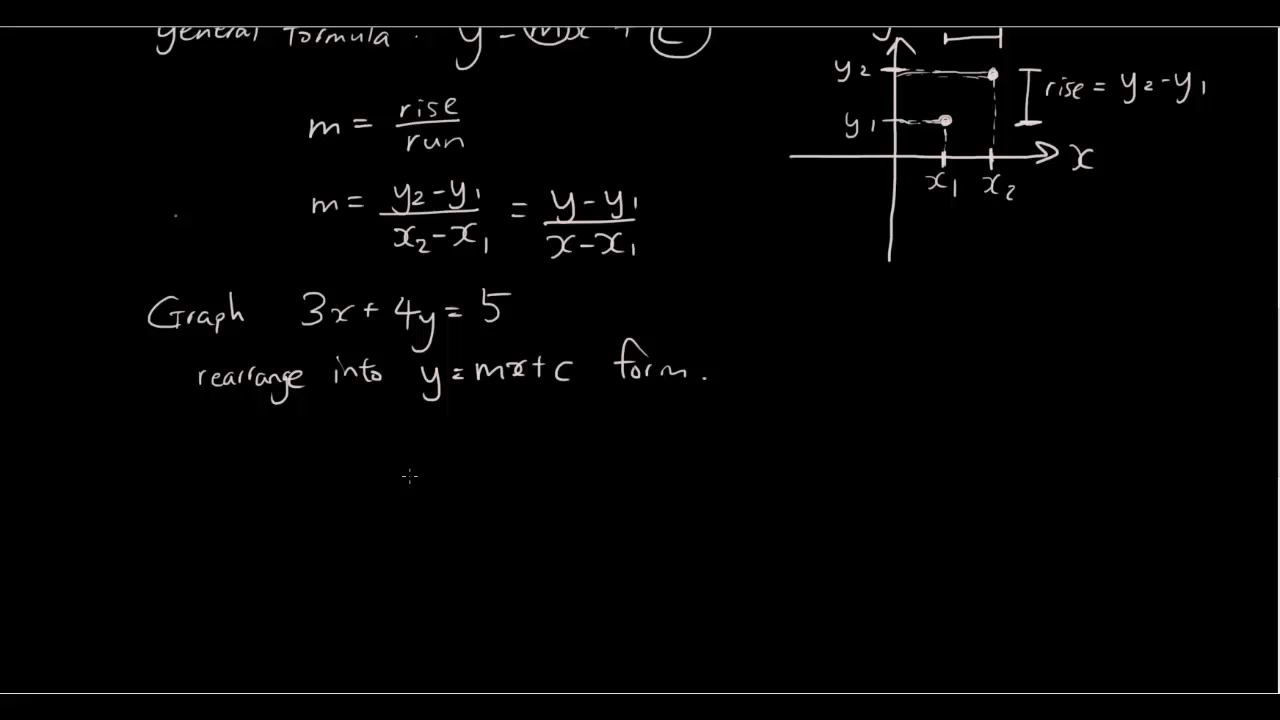 general formula. y = mx + c
m = rise/run
m = y₂-y₁/x₂-x₁ = y-y₁/x-x₁
Graph 3x + 4y = 5
rearrange into y = mx + c form.
y
y₂
rise = y₂-y₁
y₁
x
x₁ x₂